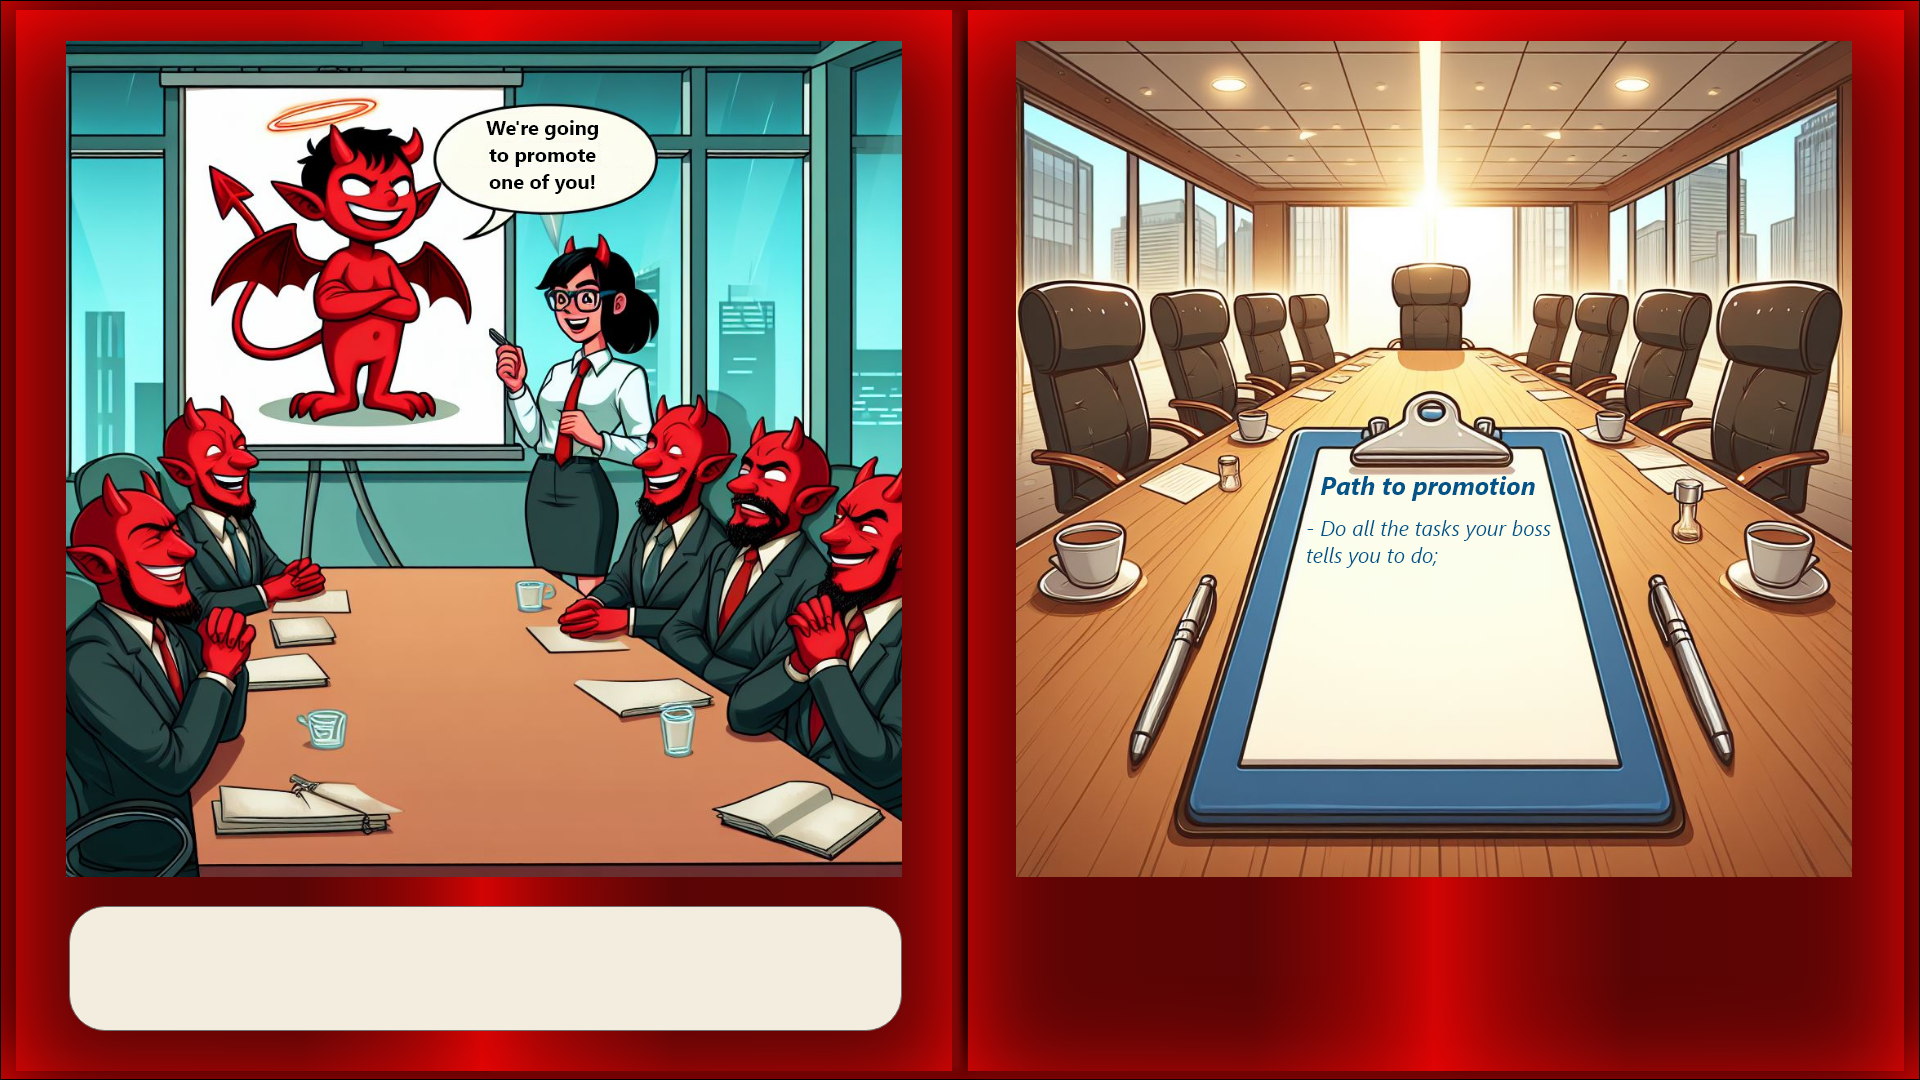 We're going
to promote
one of you!
Path to promotion
- Do all the tasks your boss
tells you to do;